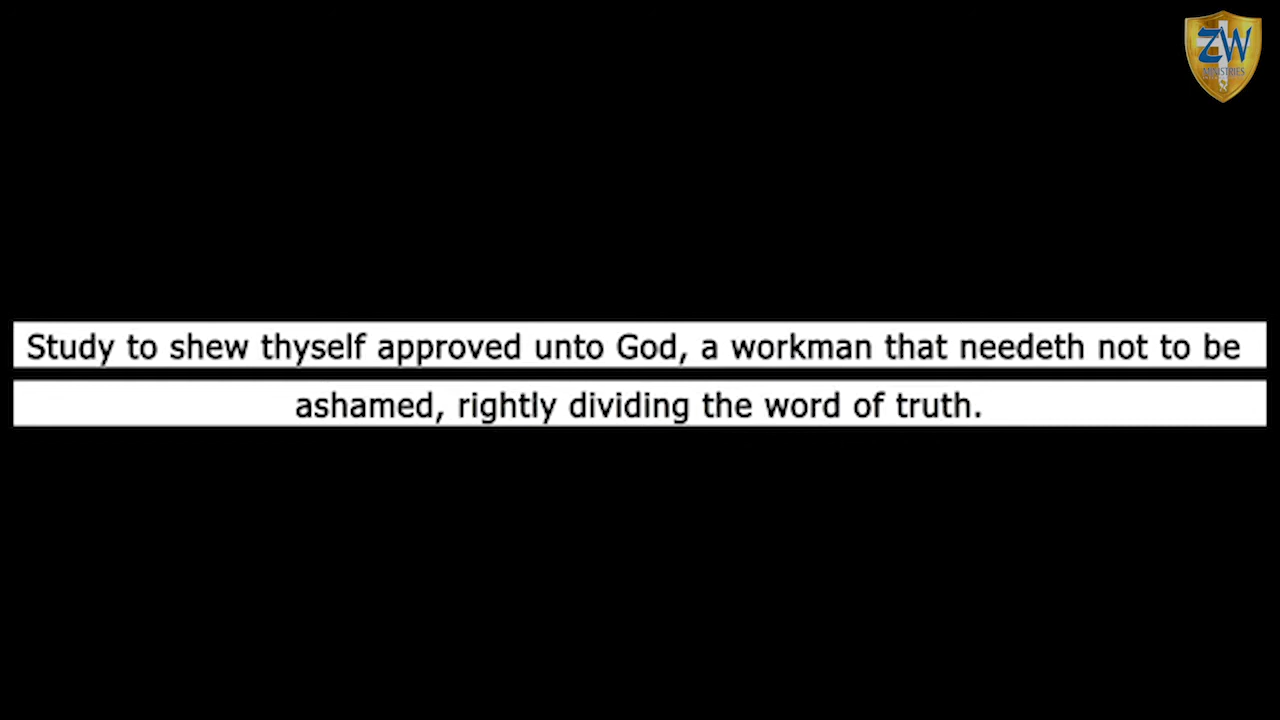 ZW
MINISTRIES
Study to shew thyself approved unto God, a workman that needeth not to be
ashamed, rightly dividing the word of truth.